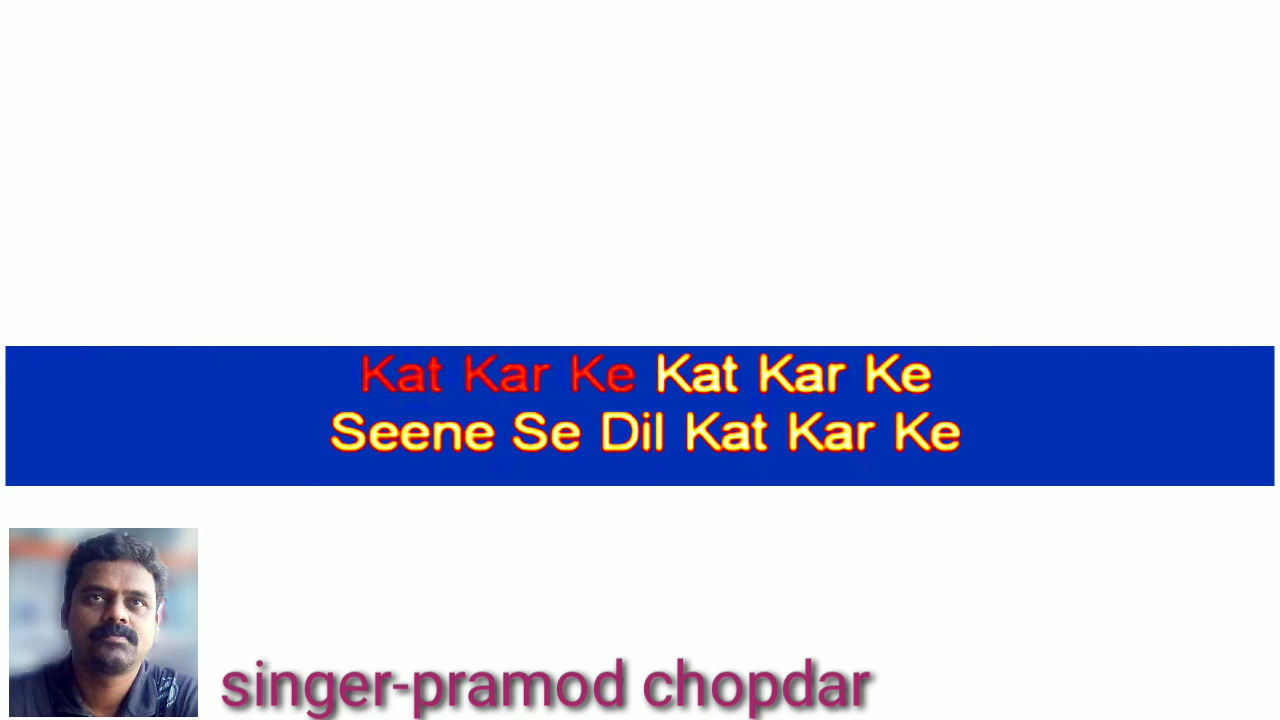 Kat Kar Ke Kat Kar Ke
Seene Se Dil Kat Kar Ke
singer-pramod chopdar